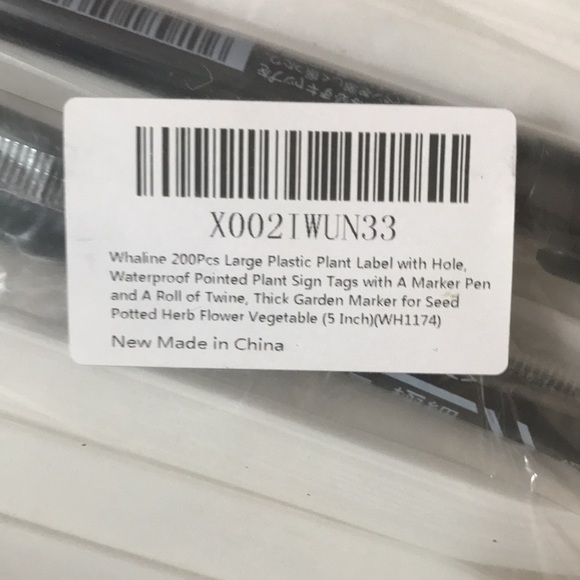 X002IWUN33
Whaline 200Pcs Large Plastic Plant Label with Hole,
Waterproof Pointed Plant Sign Tags with A Marker Pen
and A Roll of Twine, Thick Garden Marker for Seed
Potted Herb Flower Vegetable (5 Inch)(WH1174)
New Made in China